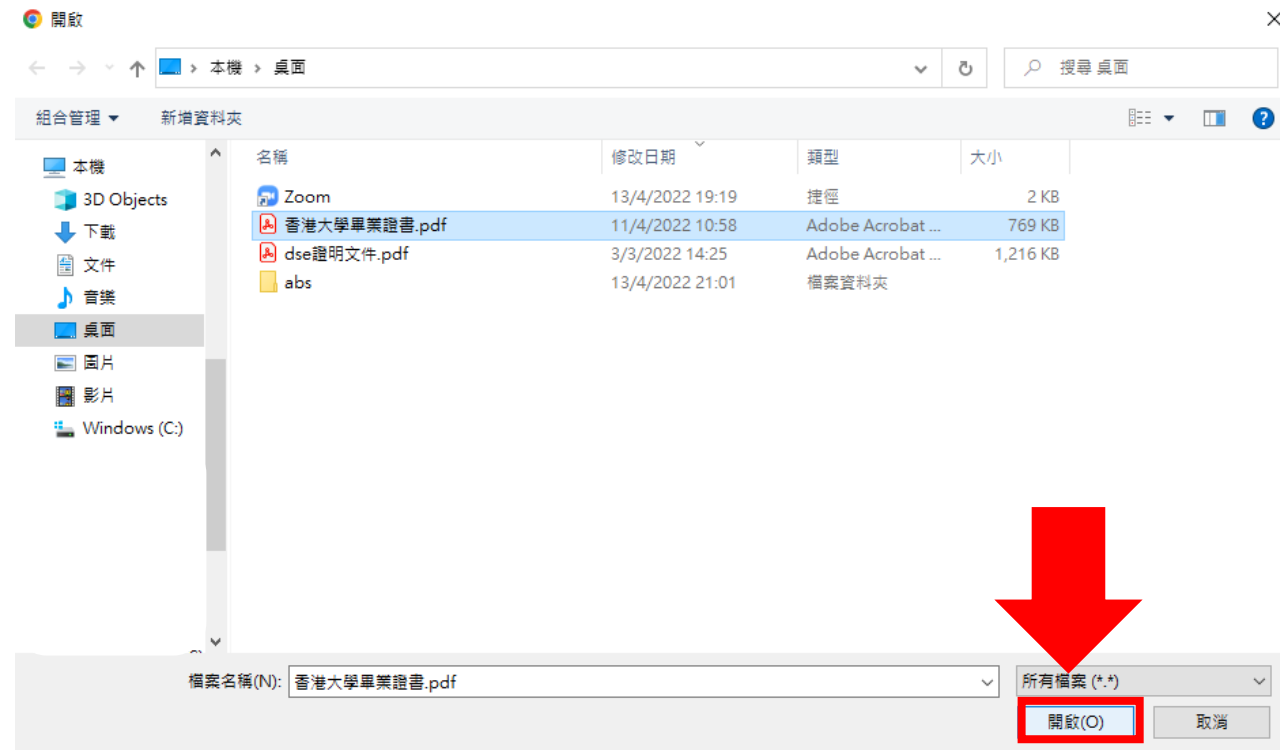 開啟
本機 › 桌面
搜尋 桌面
組合管理 新增資料夾
名稱 修改日期 類型 大小
Zoom 13/4/2022 19:19 捷徑 2 KB
香港大學畢業證書.pdf 11/4/2022 10:58 Adobe Acrobat ... 769 KB
dse證明文件.pdf 3/3/2022 14:25 Adobe Acrobat ... 1,216 KB
abs 13/4/2022 21:01 檔案資料夾
本機
3D Objects
下載
文件
音樂
桌面
圖片
影片
Windows (C:)
檔案名稱(N): 香港大學畢業證書.pdf 所有檔案 (*.*)
開啟(O) 取消